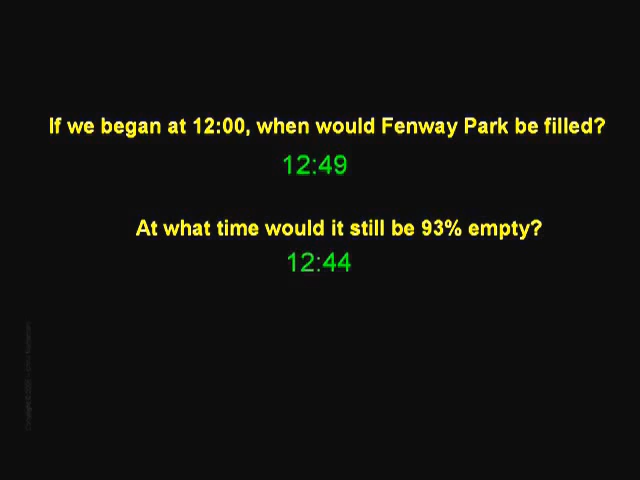 If we began at 12:00, when would Fenway Park be filled?
12:49
At what time would it still be 93% empty?
12:44